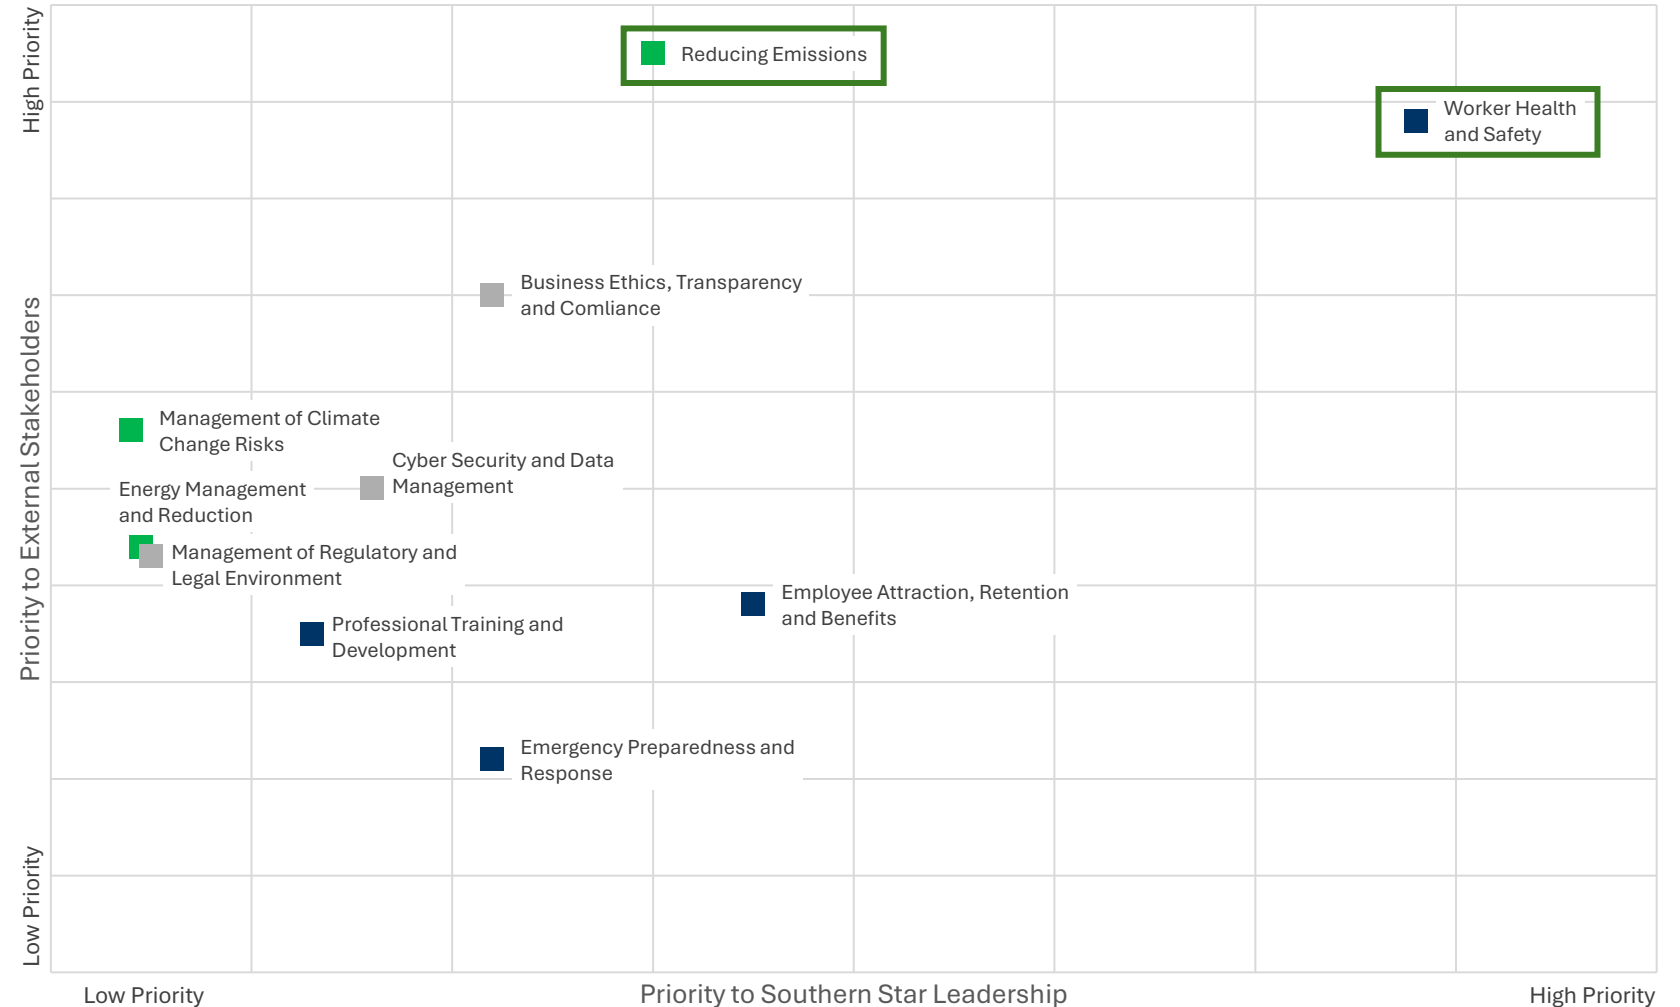 High Priority
Reducing Emissions
Worker Health
and Safety
Business Ethics, Transparency
and Comliance
Priority to External Stakeholders
Management of Climate
Change Risks
Cyber Security and Data
Management
Energy Management
and Reduction
Management of Regulatory and
Legal Environment
Employee Attraction, Retention
and Benefits
Professional Training and
Development
Emergency Preparedness and
Response
Low Priority
Low Priority
Priority to Southern Star Leadership
High Priority